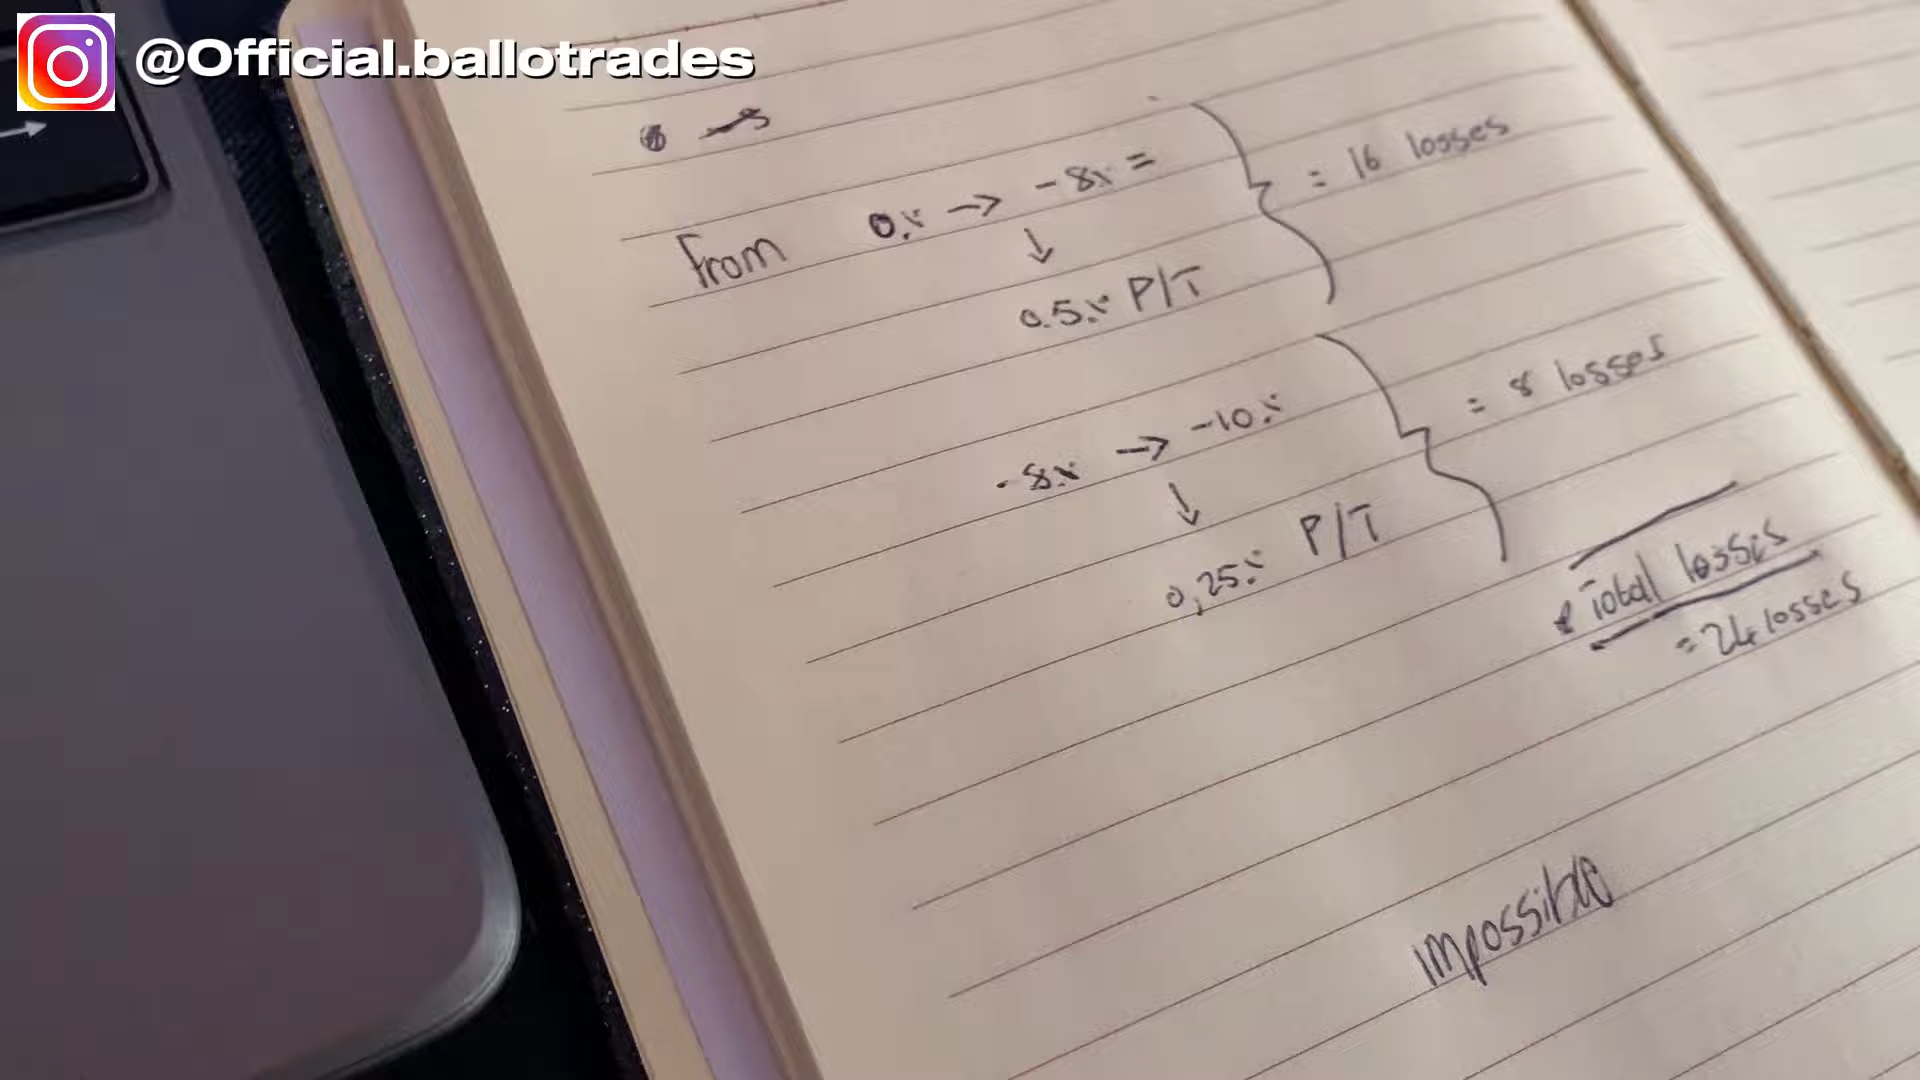 @Official.ballotrades
From 0% → -8% = } = 16 losses
↓
0.5% P/T
-8% → -10% } = 8 losses
↓
0,25% P/T
Total losses
= 24 losses
impossible